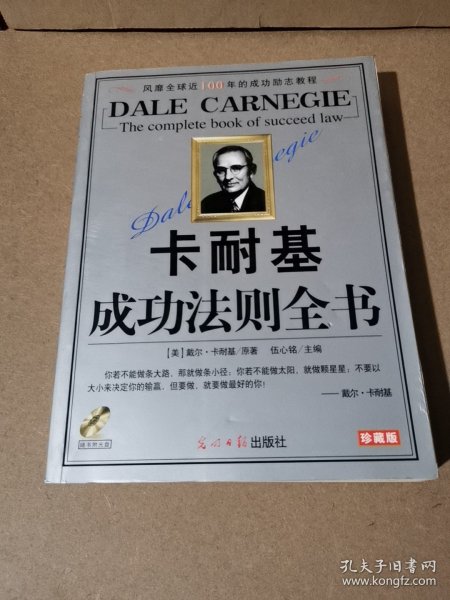 风靡全球近100年的成功励志教程
DALE CARNEGIE
The complete book of succeed law
卡耐基
成功法则全书
［美］戴尔·卡耐基/原著 伍心铭/主编
你若不能做条大路，那就做条小径；你若不能做太阳，就做颗星星；不要以
大小来决定你的输赢，但要做，就要做最好的你！
——戴尔·卡耐基
随书附光盘
光明日报出版社
珍藏版
孔夫子旧书网
www.kongfz.com